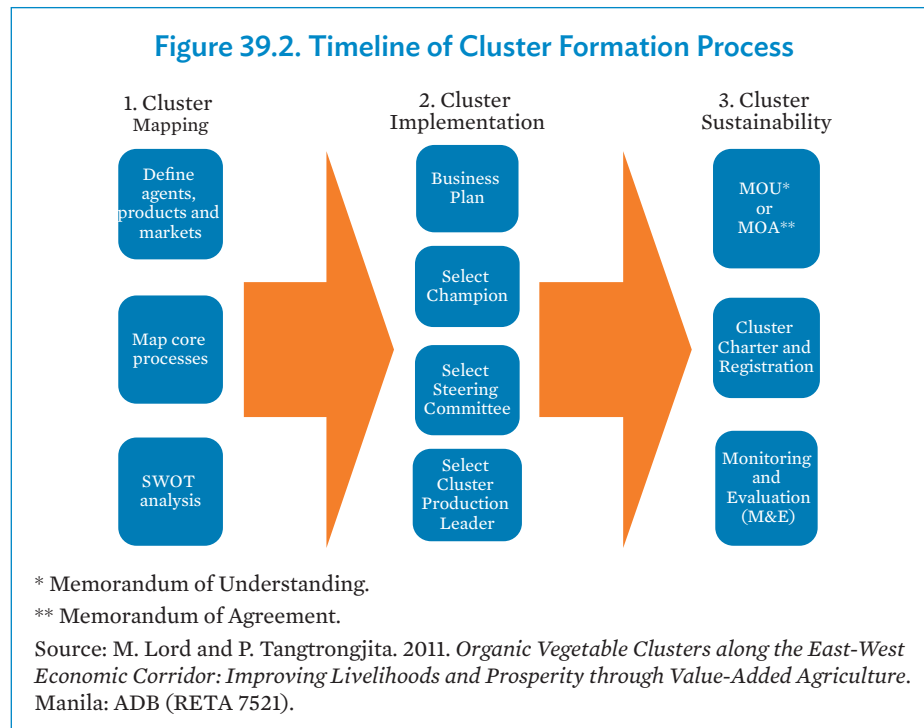 Figure 39.2. Timeline of Cluster Formation Process
1. Cluster
Mapping
Define
agents,
products and
markets
Map core
processes
SWOT
analysis
2. Cluster
Implementation
Business
Plan
Select
Champion
Select
Steering
Committee
Select
Cluster
Production
Leader
3. Cluster
Sustainability
MOU*
or
MOA**
Cluster
Charter and
Registration
Monitoring
and
Evaluation
(M&E)
* Memorandum of Understanding.
** Memorandum of Agreement.
Source: M. Lord and P. Tangtrongjita. 2011. Organic Vegetable Clusters along the East-West
Economic Corridor: Improving Livelihoods and Prosperity through Value-Added Agriculture.
Manila: ADB (RETA 7521).